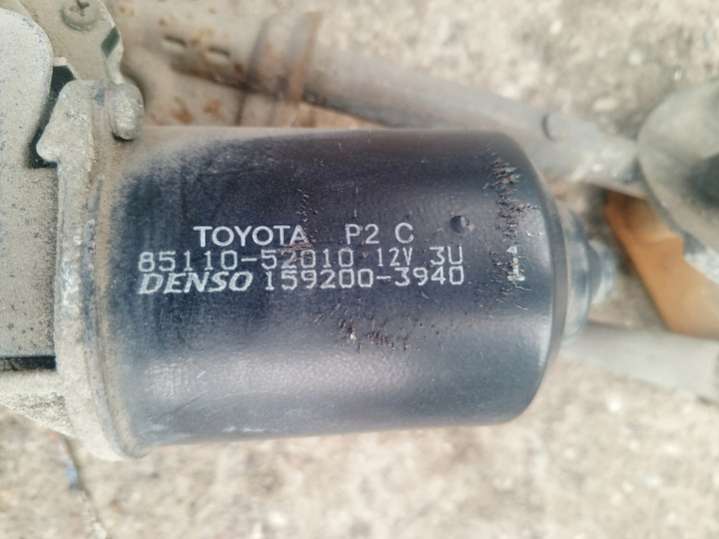 TOYOTA P2 C
85110-52010 12V 3U
DENSO 159200-3940